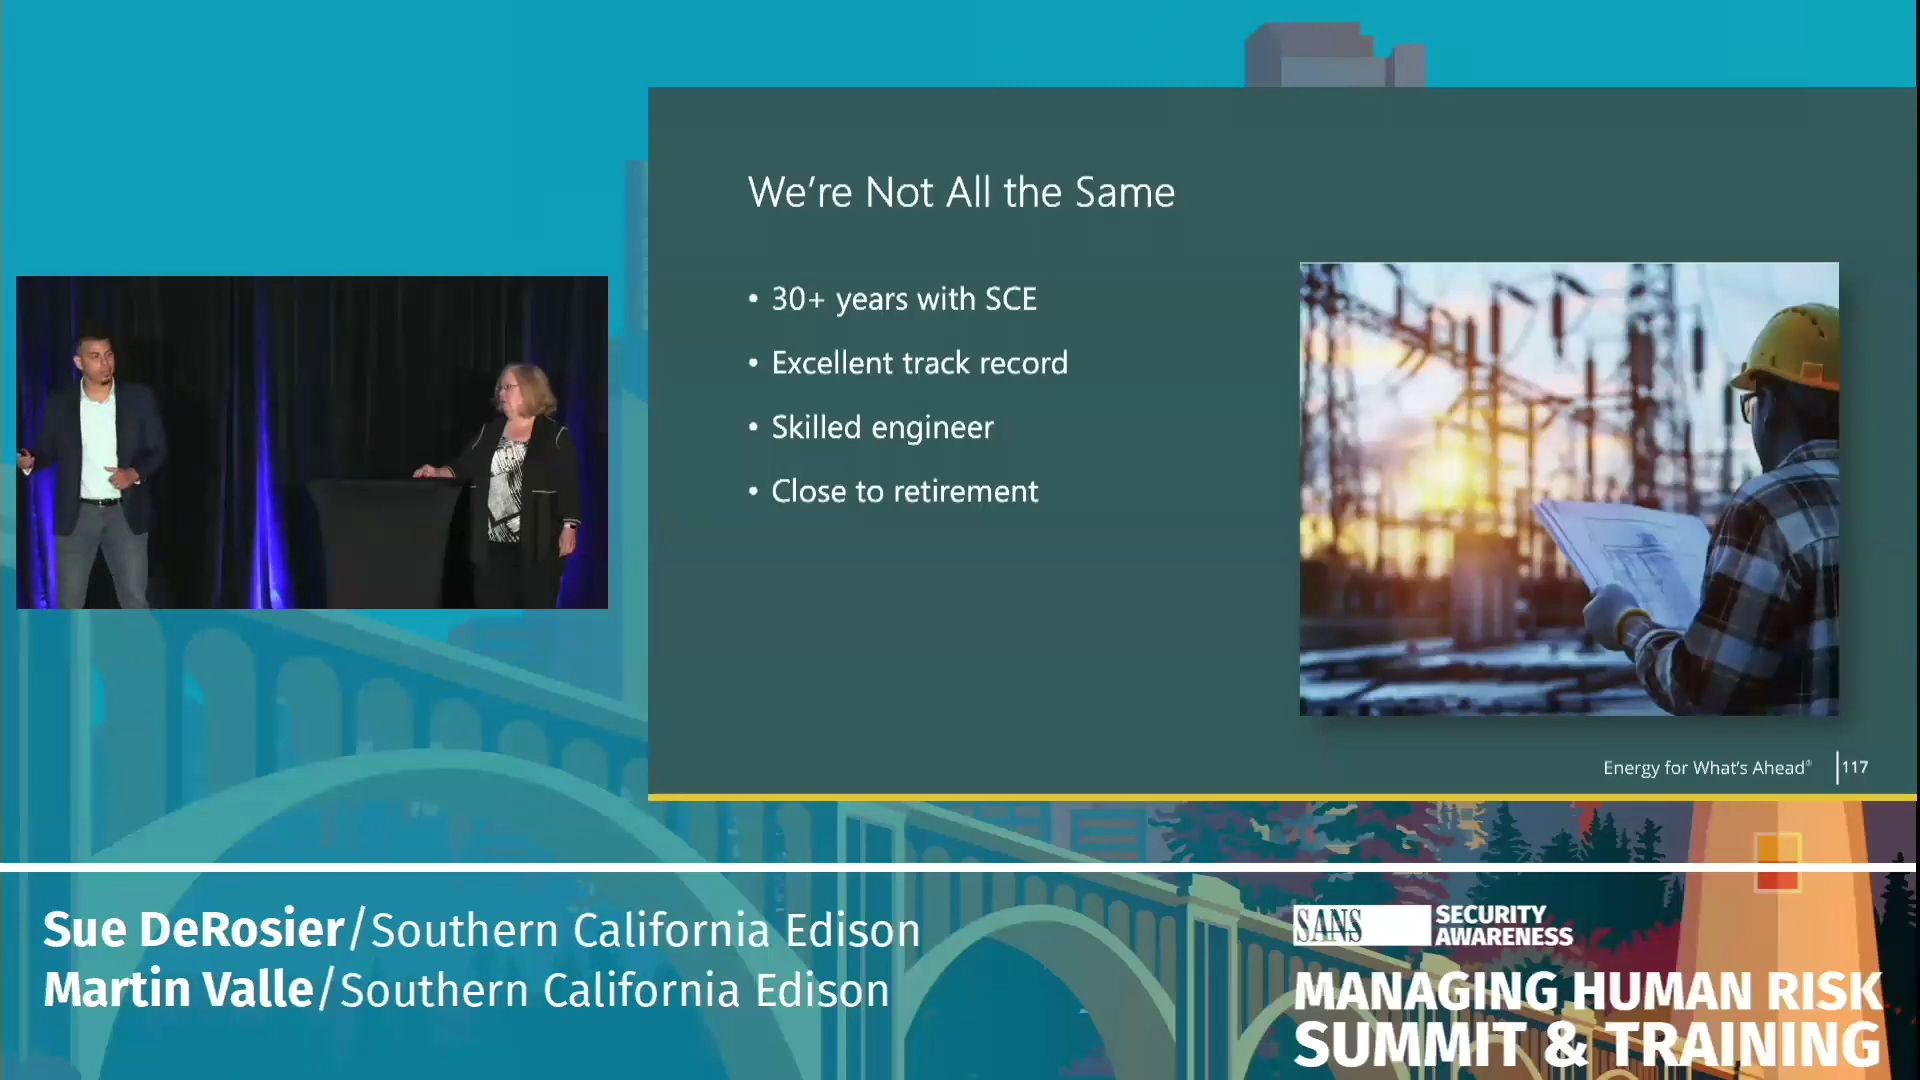 We’re Not All the Same
• 30+ years with SCE
• Excellent track record
• Skilled engineer
• Close to retirement
Energy for What’s Ahead®
117
Sue DeRosier/Southern California Edison
Martin Valle/Southern California Edison
SANS
SECURITY
AWARENESS
MANAGING HUMAN RISK
SUMMIT & TRAINING